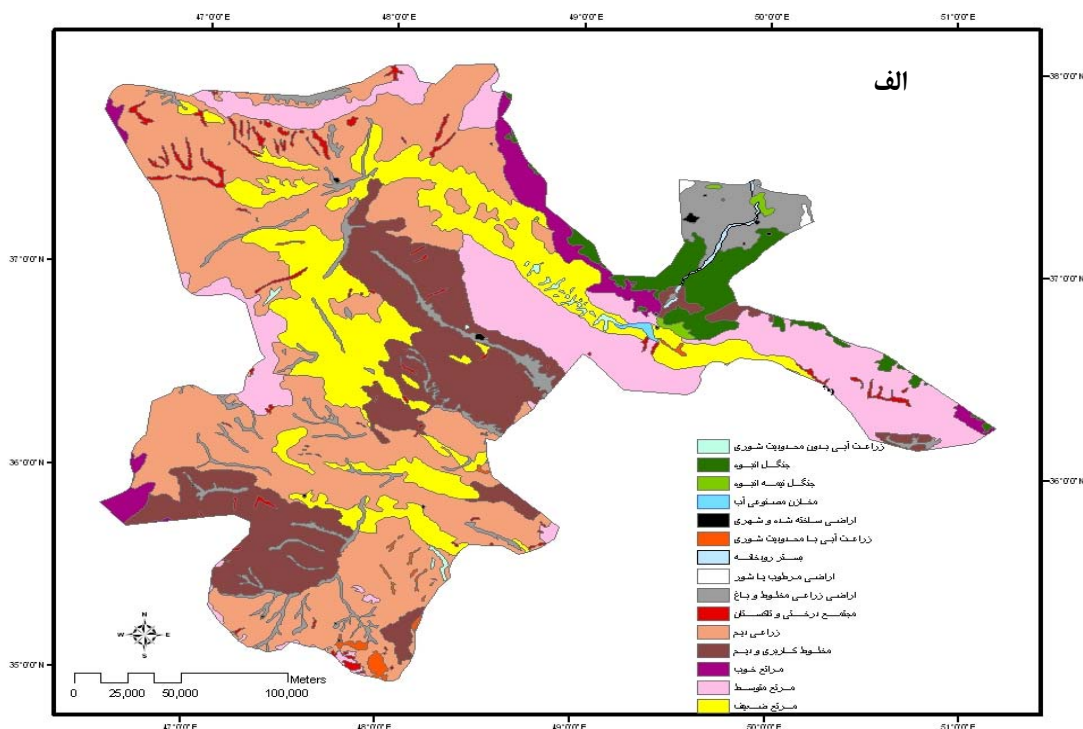 47°0'0"E 48°0'0"E 49°0'0"E 50°0'0"E 51°0'0"E
الف
38°0'0"N
37°0'0"N 37°0'0"N
36°0'0"N 36°0'0"N
35°0'0"N 35°0'0"N
زراعت آبی بدون محدودیت شوری
جنگل انبوه
جنگل نیمه انبوه
مخازن مصنوعی آب
اراضی ساخته شده و شهری
زراعت آبی با محدودیت شوری
بستر رودخانه
اراضی مرطوب یا شور
اراضی زراعی مخلوط و باغ
مجتمع درختی و تاکستان
زراعی دیم
مخلوط کاربری و دیم
مراتع خوب
مرتع متوسط
مرتع ضعیف
N
W E
S
Meters
0 25,000 50,000 100,000
47°0'0"E 48°0'0"E 49°0'0"E 50°0'0"E 51°0'0"E